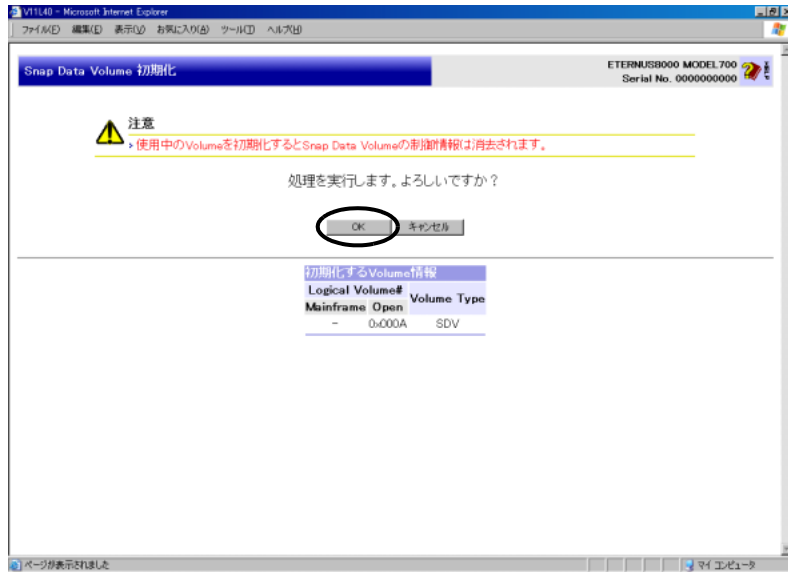 V11L40 - Microsoft Internet Explorer
ファイル(F) 編集(E) 表示(V) お気に入り(A) ツール(T) ヘルプ(H)
Snap Data Volume 初期化
ETERNUS8000 MODEL700
Serial No. 0000000000
注意
使用中のVolumeを初期化するとSnap Data Volumeの制御情報は消去されます。
処理を実行します。よろしいですか？
OK キャンセル
初期化するVolume情報
Logical Volume# Volume Type
Mainframe Open
- 0x000A SDV
ページが表示されました
マイ コンピュータ